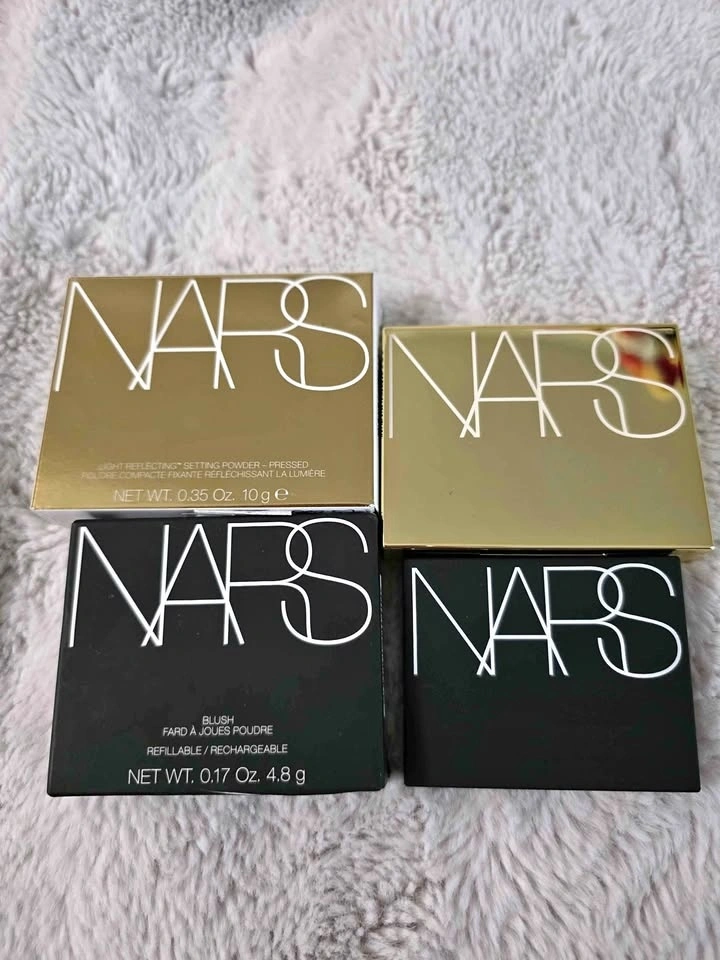 NARS
LIGHT REFLECTING™ SETTING POWDER - PRESSED
POUDRE COMPACTE FIXANTE RÉFLÉCHISSANT LA LUMIÈRE
NET WT. 0.35 Oz. 10 g ℮
NARS
NARS
BLUSH
FARD À JOUES POUDRE
REFILLABLE / RECHARGEABLE
NET WT. 0.17 Oz. 4.8 g
NARS